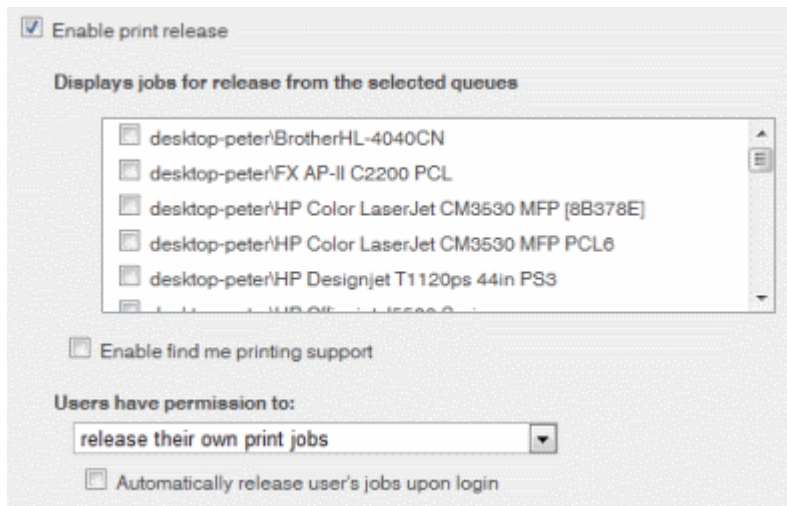 Enable print release
Displays jobs for release from the selected queues
desktop-peter\BrotherHL-4040CN
desktop-peter\FX AP-II C2200 PCL
desktop-peter\HP Color LaserJet CM3530 MFP [8B378E]
desktop-peter\HP Color LaserJet CM3530 MFP PCL6
desktop-peter\HP Designjet T1120ps 44in PS3
Enable find me printing support
Users have permission to:
release their own print jobs
Automatically release user's jobs upon login